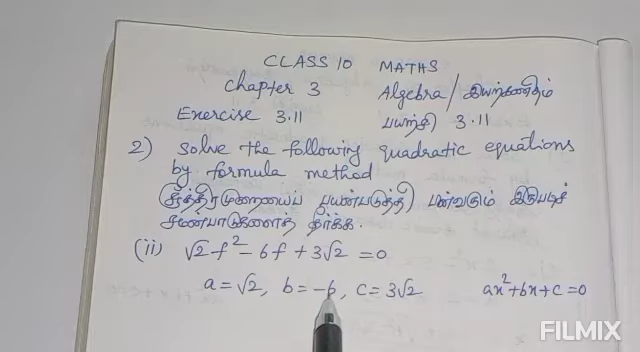 CLASS 10 MATHS
Chapter 3 Algebra / இயற்கணிதம்
Exercise 3.11 பயிற்சி 3.11
2) Solve the following quadratic equations
by formula method
(சூத்திரமுறையைப் பயன்படுத்தி) பின்வரும் இருபடிச்
சமன்பாடுகளைத் தீர்க்க.
(ii) √2 f² - 6f + 3√2 = 0
a = √2, b = -6, c = 3√2 ax² + bx + c = 0
FILMIX